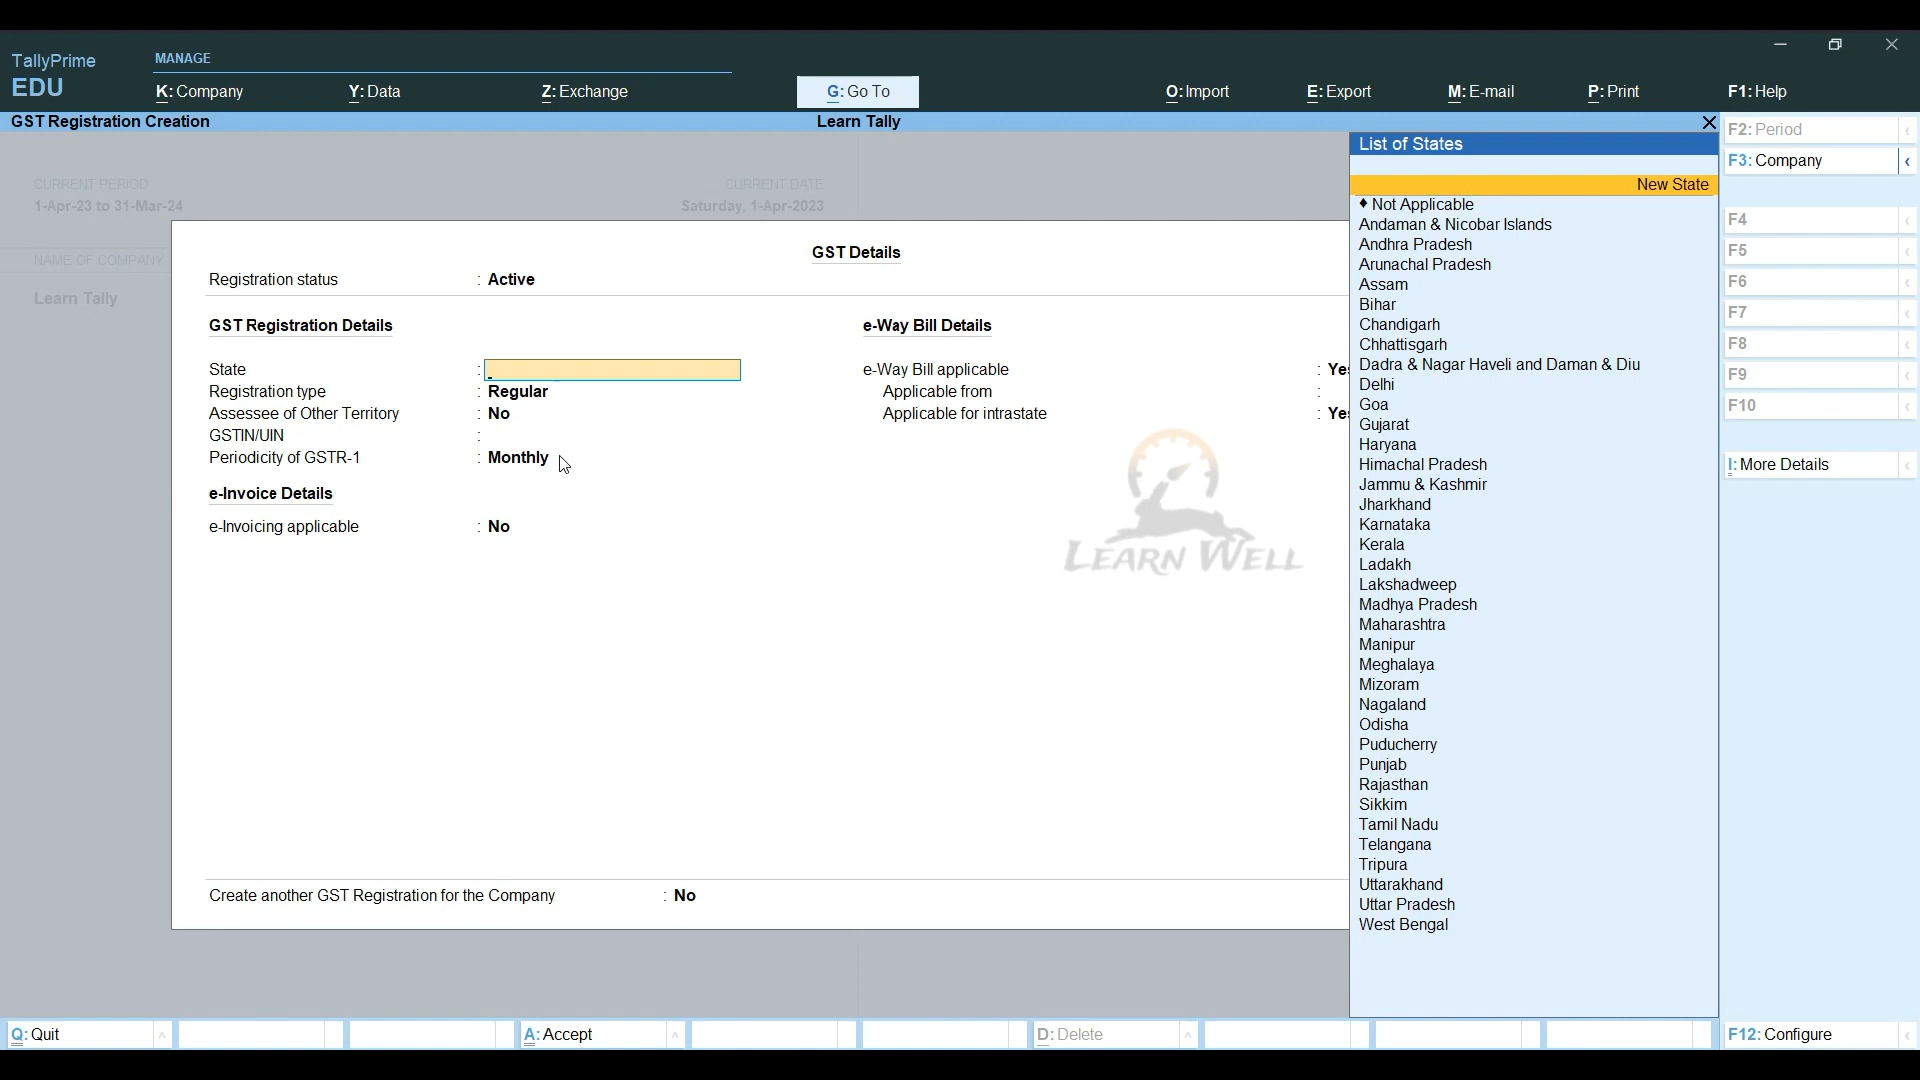 TallyPrime
EDU
MANAGE
K: Company
Y: Data
Z: Exchange
G: Go To
O: Import
E: Export
M: E-mail
P: Print
F1: Help
GST Registration Creation
Learn Tally
CURRENT PERIOD
1-Apr-23 to 31-Mar-24
CURRENT DATE
Saturday, 1-Apr-2023
NAME OF COMPANY
Learn Tally
GST Details
Registration status : Active
GST Registration Details
State :
Registration type : Regular
Assessee of Other Territory : No
GSTIN/UIN :
Periodicity of GSTR-1 : Monthly
e-Invoice Details
e-Invoicing applicable : No
e-Way Bill Details
e-Way Bill applicable : Yes
Applicable from :
Applicable for intrastate : Yes
LEARN WELL
Create another GST Registration for the Company : No
List of States
New State
♦ Not Applicable
Andaman & Nicobar Islands
Andhra Pradesh
Arunachal Pradesh
Assam
Bihar
Chandigarh
Chhattisgarh
Dadra & Nagar Haveli and Daman & Diu
Delhi
Goa
Gujarat
Haryana
Himachal Pradesh
Jammu & Kashmir
Jharkhand
Karnataka
Kerala
Ladakh
Lakshadweep
Madhya Pradesh
Maharashtra
Manipur
Meghalaya
Mizoram
Nagaland
Odisha
Puducherry
Punjab
Rajasthan
Sikkim
Tamil Nadu
Telangana
Tripura
Uttarakhand
Uttar Pradesh
West Bengal
F2: Period
F3: Company
F4
F5
F6
F7
F8
F9
F10
I: More Details
Q: Quit
A: Accept
D: Delete
F12: Configure